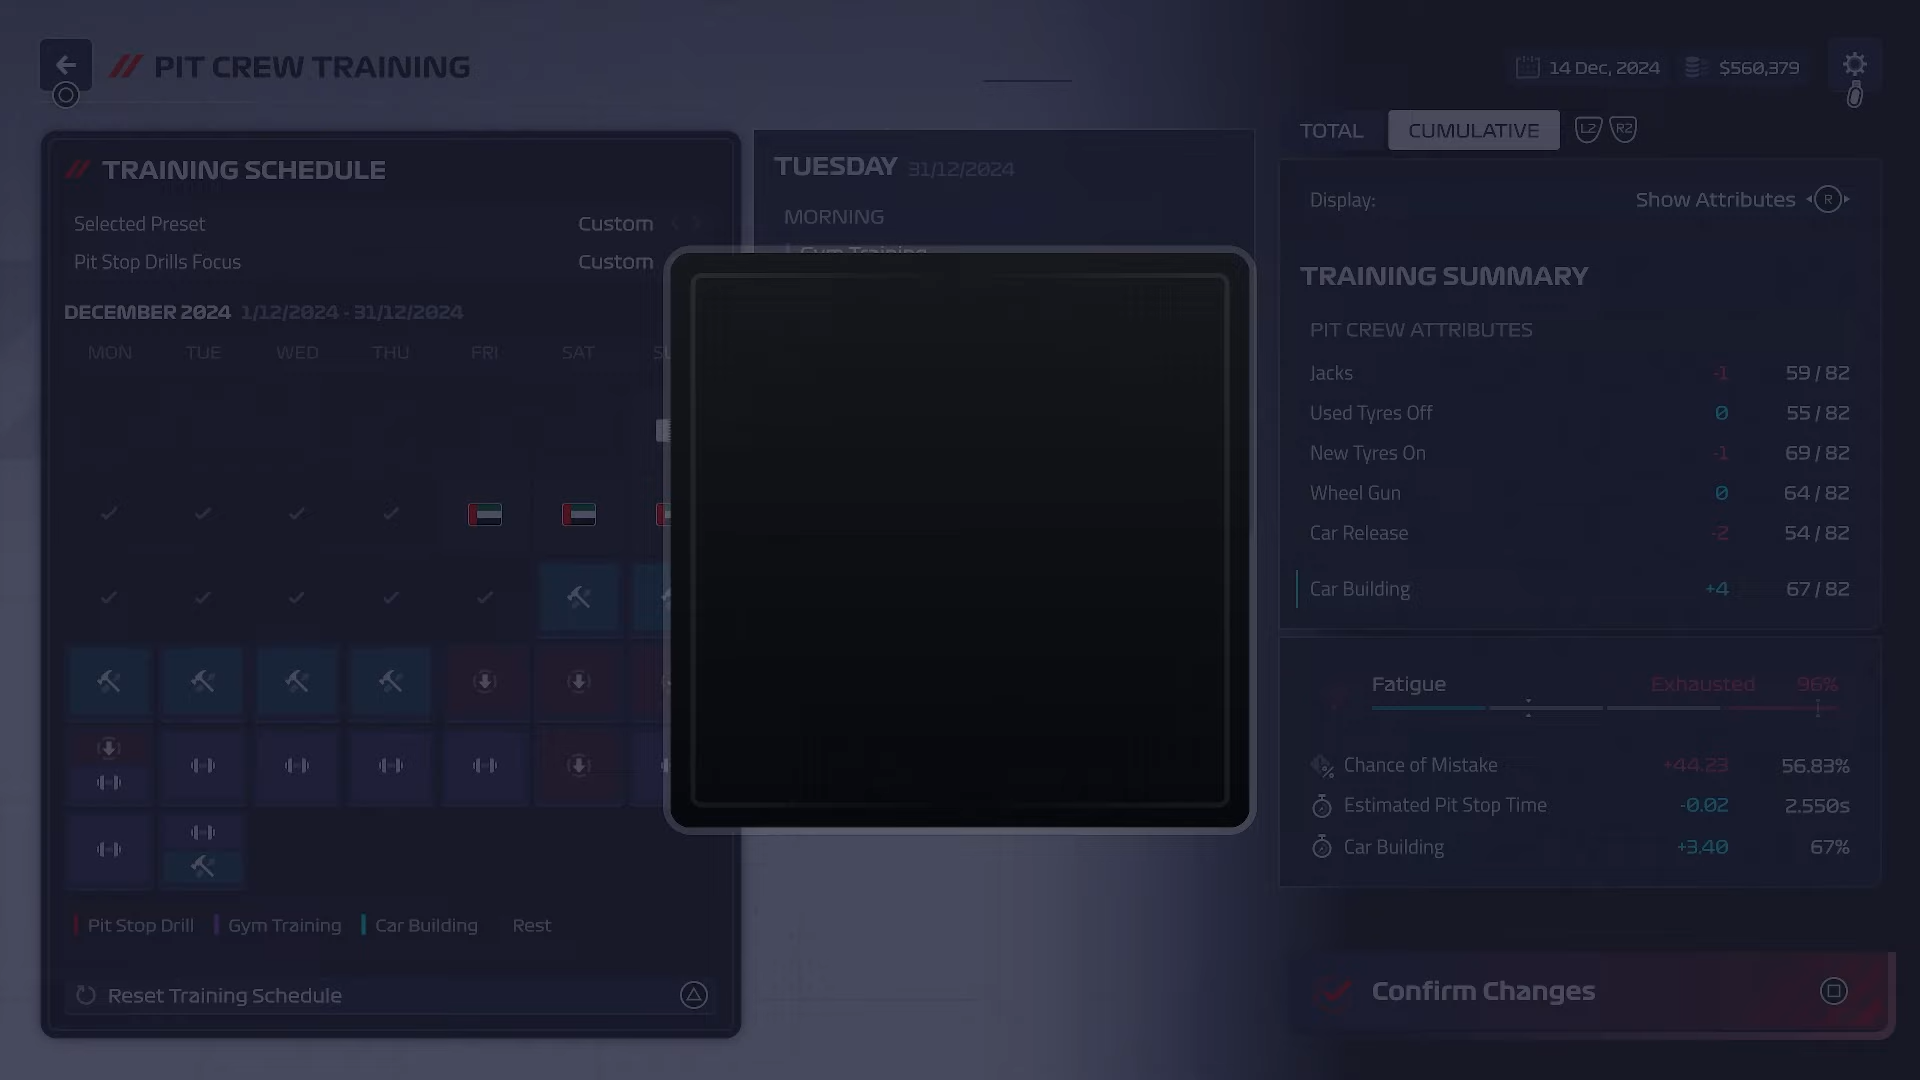 PIT CREW TRAINING
14 Dec, 2024
$560,379
TRAINING SCHEDULE
Selected Preset
Custom
Pit Stop Drills Focus
Custom
DECEMBER 2024 1/12/2024 - 31/12/2024
MON TUE WED THU FRI SAT
Pit Stop Drill
Gym Training
Car Building
Rest
Reset Training Schedule
TUESDAY 31/12/2024
MORNING
Gym Training
TOTAL
CUMULATIVE
L2
R2
Display:
Show Attributes
R
TRAINING SUMMARY
PIT CREW ATTRIBUTES
Jacks -1 59 / 82
Used Tyres Off 0 55 / 82
New Tyres On -1 69 / 82
Wheel Gun 0 64 / 82
Car Release -2 54 / 82
Car Building +4 67 / 82
Fatigue Exhausted 96%
Chance of Mistake +44.23 56.83%
Estimated Pit Stop Time -0.02 2.550s
Car Building +3.40 67%
Confirm Changes